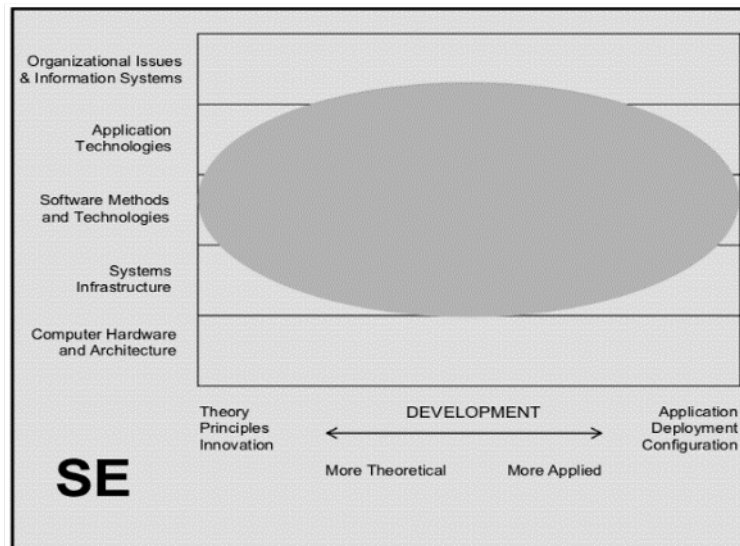 Organizational Issues
& Information Systems
Application
Technologies
Software Methods
and Technologies
Systems
Infrastructure
Computer Hardware
and Architecture
Theory
Principles
Innovation
DEVELOPMENT
Application
Deployment
Configuration
More Theoretical
More Applied
SE